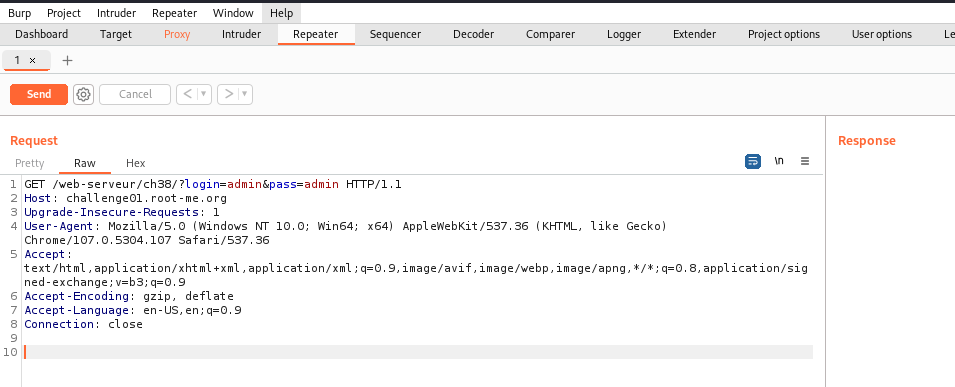 Burp Project Intruder Repeater Window Help
Dashboard Target Proxy Intruder Repeater Sequencer Decoder Comparer Logger Extender Project options User options Le
1 × +
Send Cancel < ▼ > ▼
Request Response
Pretty Raw Hex \n
1 GET /web-serveur/ch38/?login=admin&pass=admin HTTP/1.1
2 Host: challenge01.root-me.org
3 Upgrade-Insecure-Requests: 1
4 User-Agent: Mozilla/5.0 (Windows NT 10.0; Win64; x64) AppleWebKit/537.36 (KHTML, like Gecko)
Chrome/107.0.5304.107 Safari/537.36
5 Accept:
text/html,application/xhtml+xml,application/xml;q=0.9,image/avif,image/webp,image/apng,*/*;q=0.8,application/sig
ned-exchange;v=b3;q=0.9
6 Accept-Encoding: gzip, deflate
7 Accept-Language: en-US,en;q=0.9
8 Connection: close
9
10